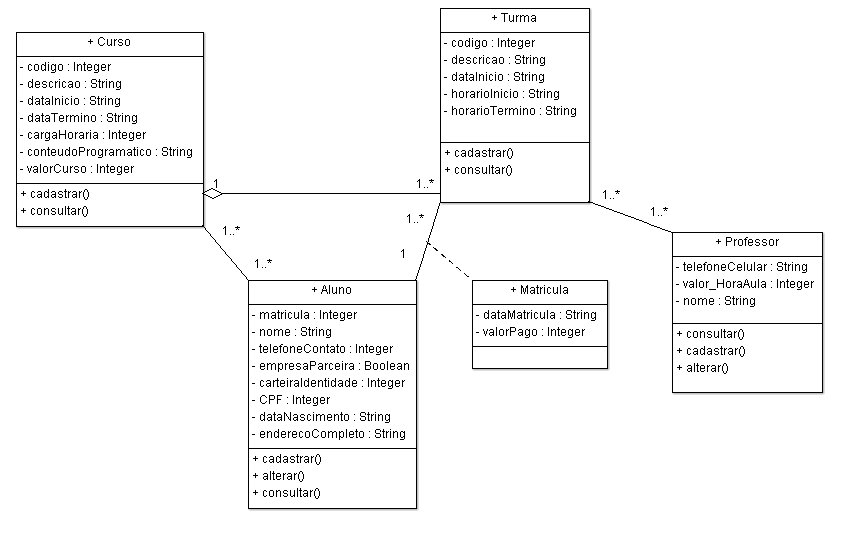 + Curso
- codigo : Integer
- descricao : String
- dataInicio : String
- dataTermino : String
- cargaHoraria : Integer
- conteudoProgramatico : String
- valorCurso : Integer
+ cadastrar()
+ consultar()
+ Turma
- codigo : Integer
- descricao : String
- dataInicio : String
- horarioInicio : String
- horarioTermino : String
+ cadastrar()
+ consultar()
1
1..*
1..*
1..*
1..*
1
1..*
1..*
+ Professor
- telefoneCelular : String
- valor_HoraAula : Integer
- nome : String
+ consultar()
+ cadastrar()
+ alterar()
+ Aluno
- matricula : Integer
- nome : String
- telefoneContato : Integer
- empresaParceira : Boolean
- carteiraIdentidade : Integer
- CPF : Integer
- dataNascimento : String
- enderecoCompleto : String
+ cadastrar()
+ alterar()
+ consultar()
+ Matricula
- dataMatricula : String
- valorPago : Integer